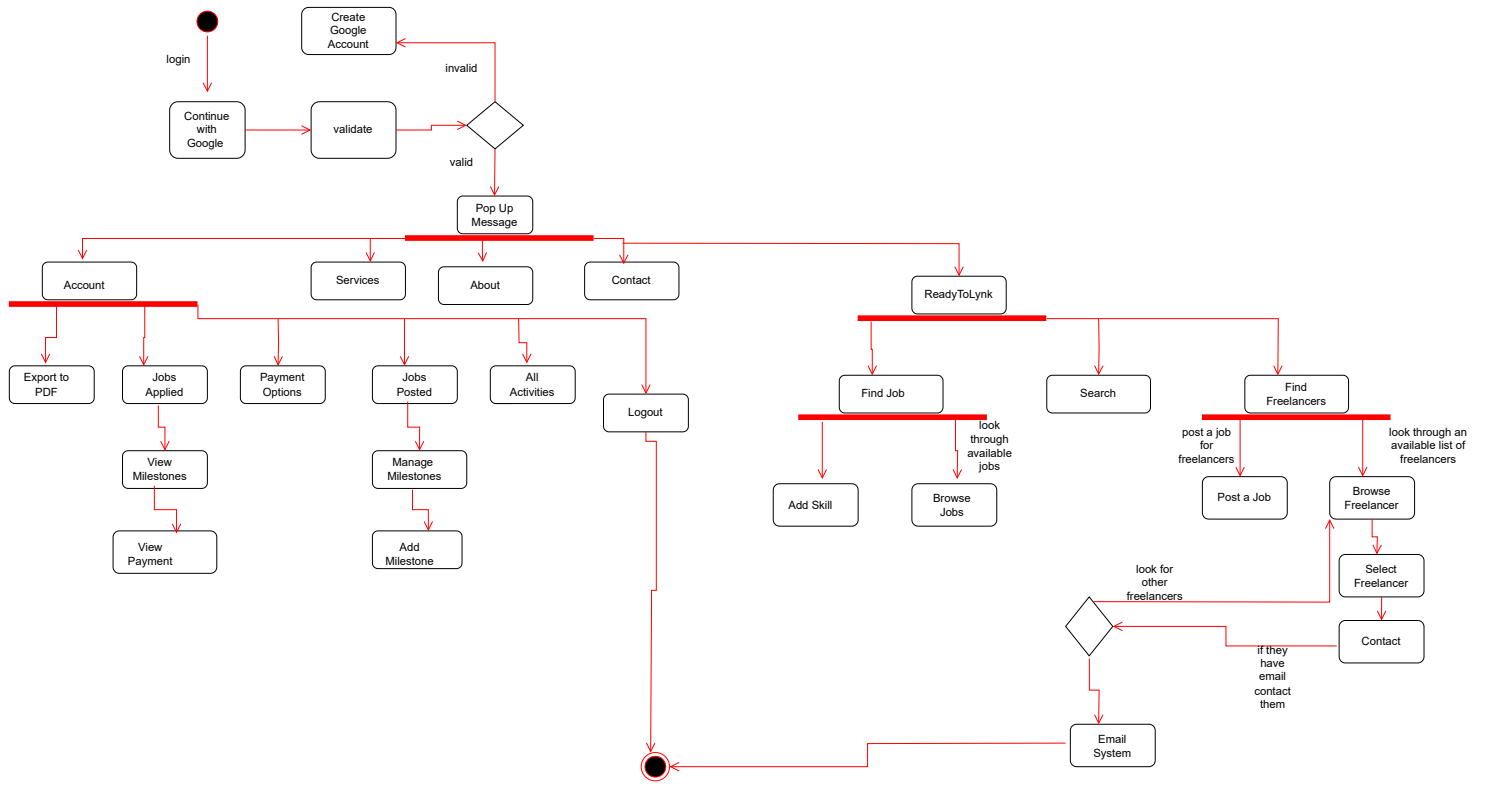 Create
Google
Account
login
invalid
Continue
with
Google
validate
valid
Pop Up
Message
Account
Services
About
Contact
ReadyToLynk
Export to
PDF
Jobs
Applied
Payment
Options
Jobs
Posted
All
Activities
Logout
Find Job
Search
Find
Freelancers
look
through
available
jobs
post a job
for
freelancers
look through an
available list of
freelancers
View
Milestones
Manage
Milestones
Add Skill
Browse
Jobs
Post a Job
Browse
Freelancer
View
Payment
Add
Milestone
look for
other
freelancers
Select
Freelancer
Contact
if they
have
email
contact
them
Email
System